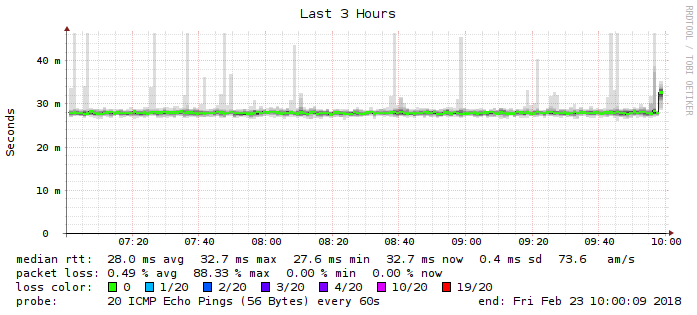 Last 3 Hours
RRDTOOL / TOBI OETIKER
Seconds
40 m
30 m
20 m
10 m
0
07:20 07:40 08:00 08:20 08:40 09:00 09:20 09:40 10:00
median rtt: 28.0 ms avg 32.7 ms max 27.6 ms min 32.7 ms now 0.4 ms sd 73.6 am/s
packet loss: 0.49 % avg 88.33 % max 0.00 % min 0.00 % now
loss color: 0 1/20 2/20 3/20 4/20 10/20 19/20
probe: 20 ICMP Echo Pings (56 Bytes) every 60s end: Fri Feb 23 10:00:09 2018